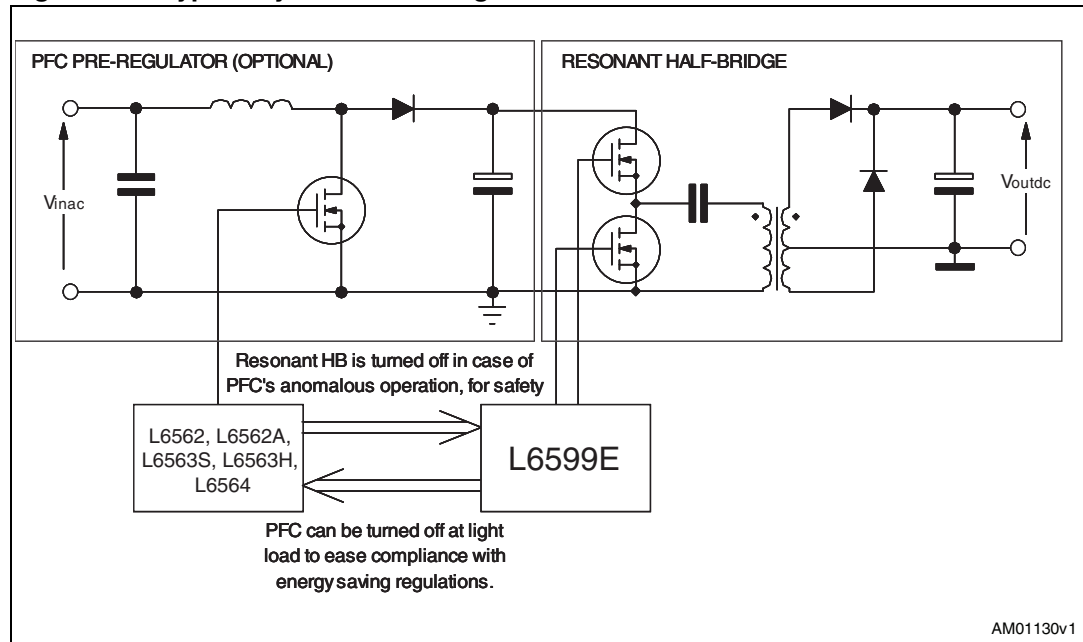 PFC PRE-REGULATOR (OPTIONAL)
RESONANT HALF-BRIDGE
Vinac
Voutdc
Resonant HB is turned off in case of
PFC's anomalous operation, for safety
L6562, L6562A,
L6563S, L6563H,
L6564
L6599E
PFC can be turned off at light
load to ease compliance with
energy saving regulations.
AM01130v1